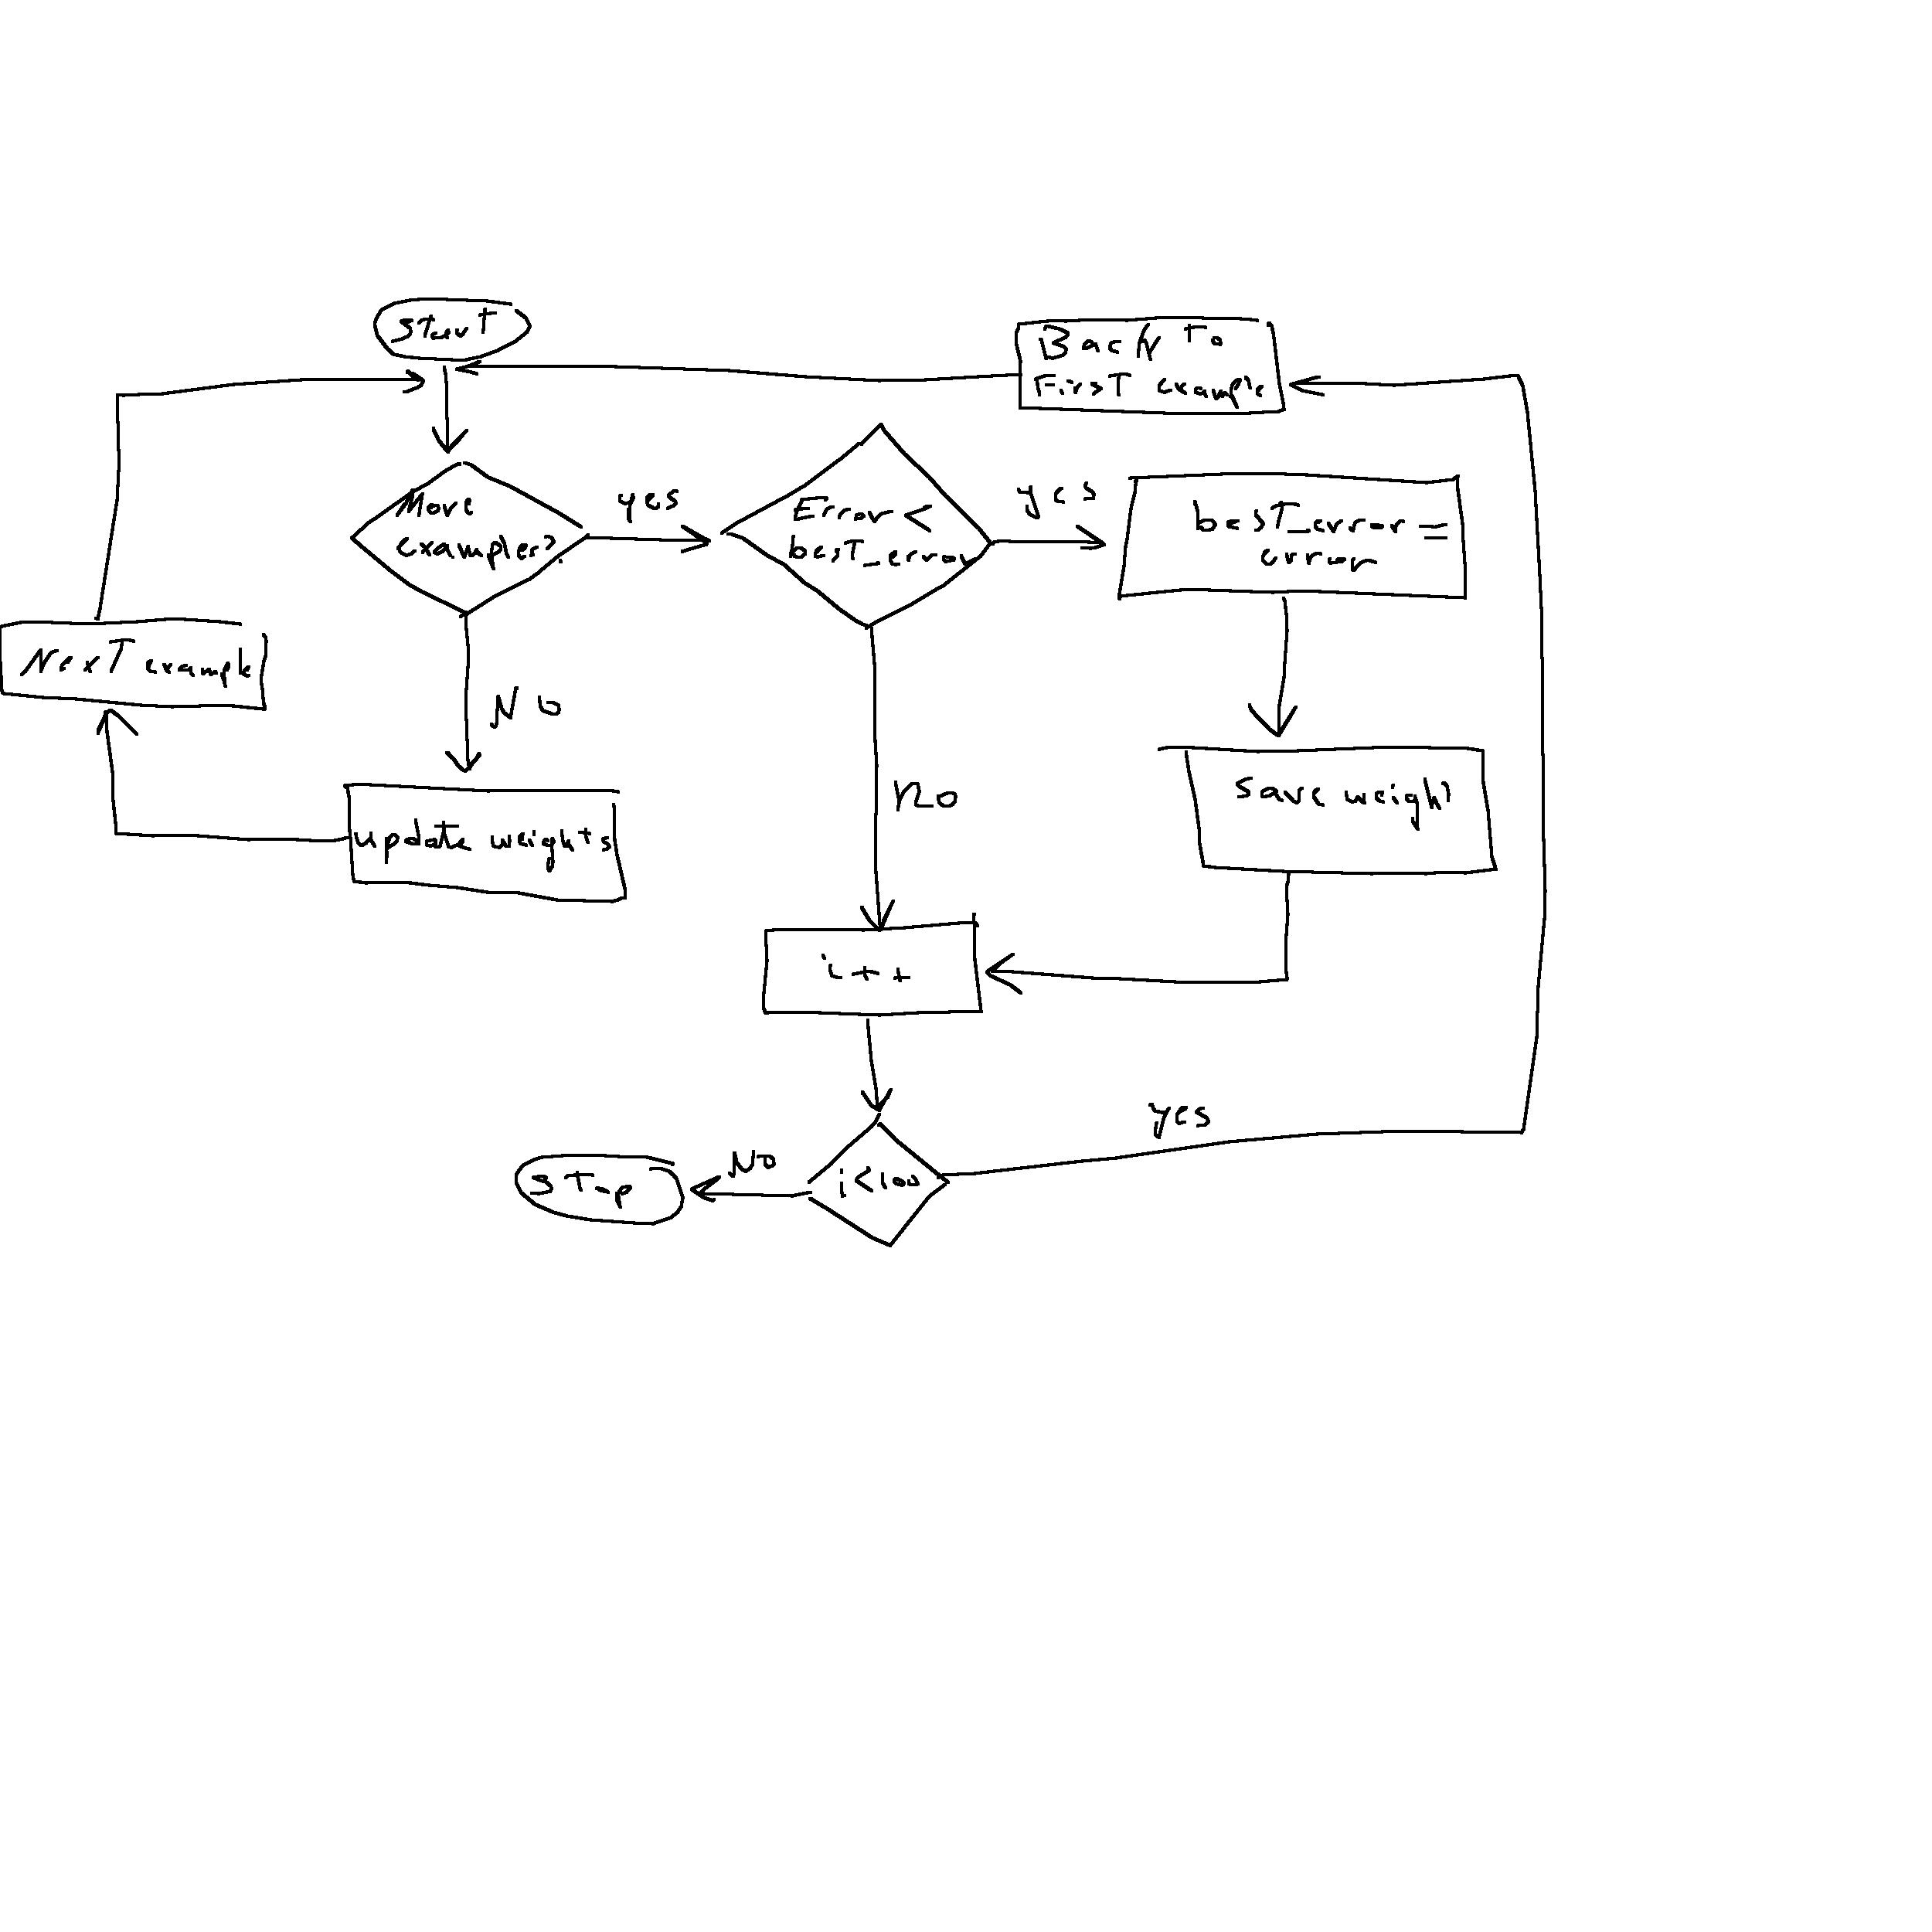 Start
Back to
First example
More
examples?
yes
Error <
best_error
yes
best_error =
error
Next example
No
update weights
no
save weight
i++
yes
No
i<100
Stop